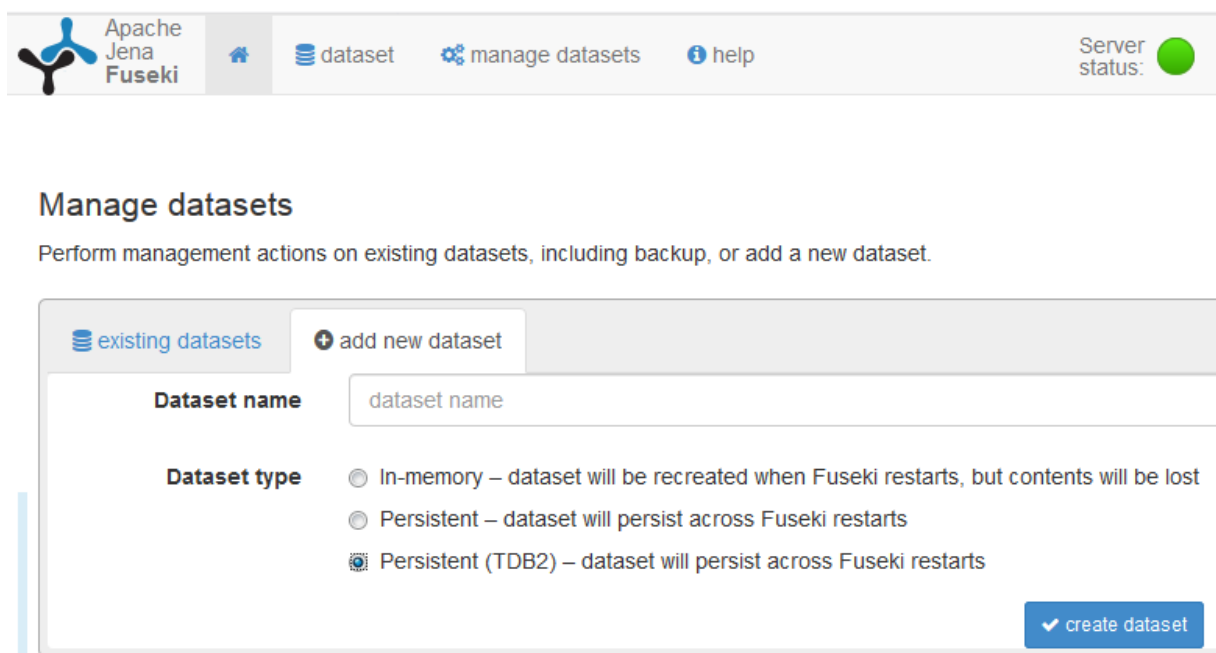 Apache
Jena
Fuseki
dataset
manage datasets
help
Server
status:
Manage datasets
Perform management actions on existing datasets, including backup, or add a new dataset.
existing datasets
add new dataset
Dataset name
dataset name
Dataset type
In-memory – dataset will be recreated when Fuseki restarts, but contents will be lost
Persistent – dataset will persist across Fuseki restarts
Persistent (TDB2) – dataset will persist across Fuseki restarts
create dataset